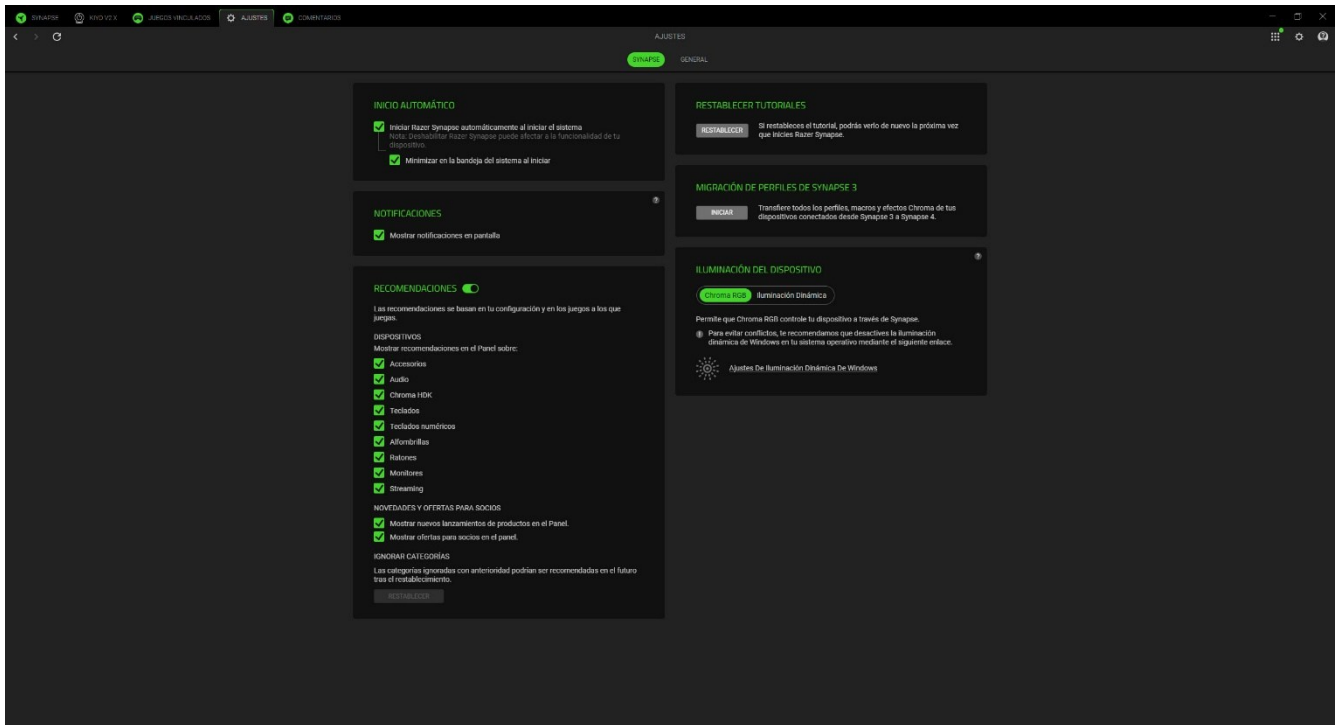 SYNAPSE
KIYO V2 X
JUEGOS VINCULADOS
AJUSTES
COMENTARIOS
AJUSTES
SYNAPSE
GENERAL
INICIO AUTOMÁTICO
Iniciar Razer Synapse automáticamente al iniciar el sistema
Nota: Deshabilitar Razer Synapse puede afectar a la funcionalidad de tu
dispositivo.
Minimizar en la bandeja del sistema al iniciar
NOTIFICACIONES
Mostrar notificaciones en pantalla
RECOMENDACIONES
Las recomendaciones se basan en tu configuración y en los juegos a los que
juegas.
DISPOSITIVOS
Mostrar recomendaciones en el Panel sobre:
Accesorios
Audio
Chroma HDK
Teclados
Teclados numéricos
Alfombrillas
Ratones
Monitores
Streaming
NOVEDADES Y OFERTAS PARA SOCIOS
Mostrar nuevos lanzamientos de productos en el Panel.
Mostrar ofertas para socios en el panel.
IGNORAR CATEGORÍAS
Las categorías ignoradas con anterioridad podrían ser recomendadas en el futuro
tras el restablecimiento.
RESTABLECER
RESTABLECER TUTORIALES
RESTABLECER
Si restableces el tutorial, podrás verlo de nuevo la próxima vez
que inicies Razer Synapse.
MIGRACIÓN DE PERFILES DE SYNAPSE 3
INICIAR
Transfiere todos los perfiles, macros y efectos Chroma de tus
dispositivos conectados desde Synapse 3 a Synapse 4.
ILUMINACIÓN DEL DISPOSITIVO
Chroma RGB
Iluminación Dinámica
Permite que Chroma RGB controle tu dispositivo a través de Synapse.
Para evitar conflictos, te recomendamos que desactives la iluminación
dinámica de Windows en tu sistema operativo mediante el siguiente enlace.
Ajustes De Iluminación Dinámica De Windows